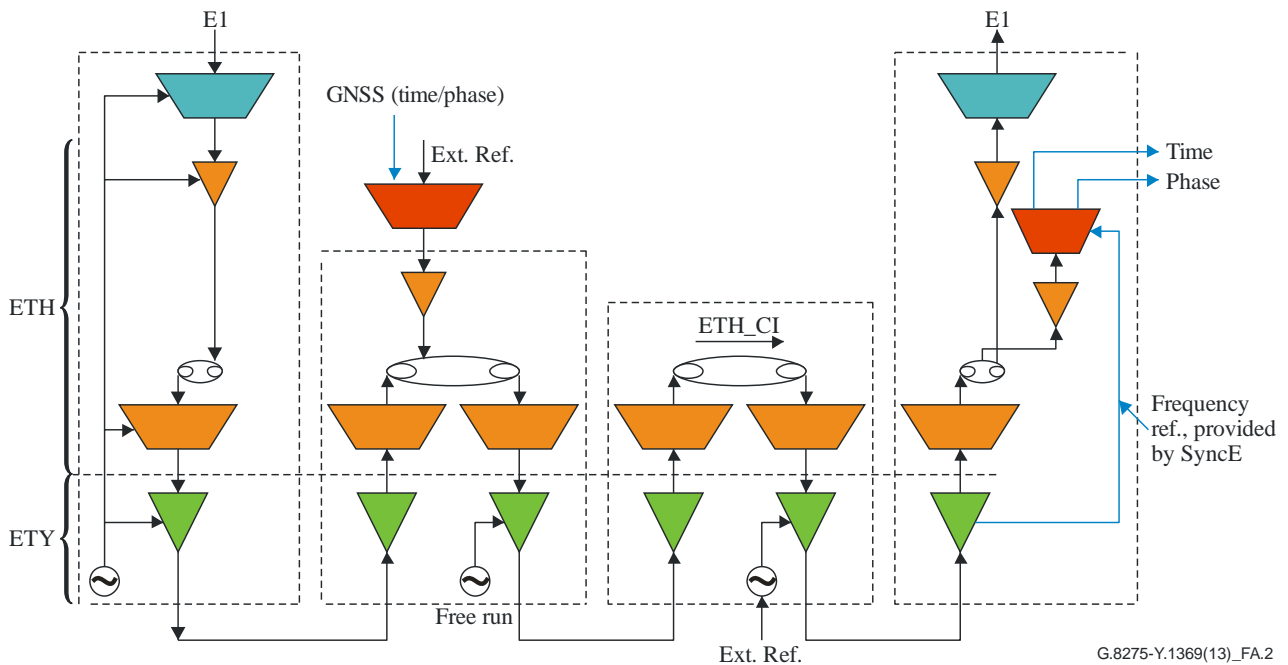 E1
E1
GNSS (time/phase)
Ext. Ref.
Time
Phase
ETH
ETH_CI
Frequency
ref., provided
by SyncE
ETY
Free run
Ext. Ref.
G.8275-Y.1369(13)_FA.2